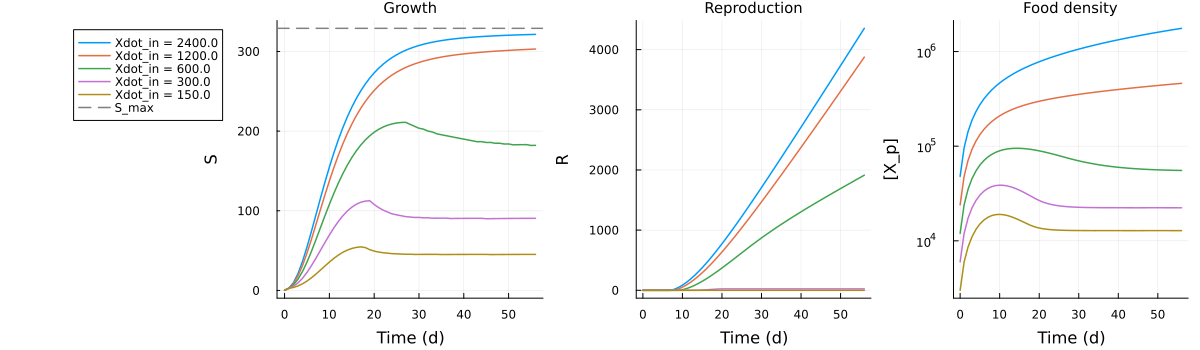 Xdot_in = 2400.0
Xdot_in = 1200.0
Xdot_in = 600.0
Xdot_in = 300.0
Xdot_in = 150.0
S_max
Growth
S
300
200
100
0
0 10 20 30 40 50
Time (d)
Reproduction
R
4000
3000
2000
1000
0
0 10 20 30 40 50
Time (d)
Food density
[X_p]
10⁶
10⁵
10⁴
0 10 20 30 40 50
Time (d)